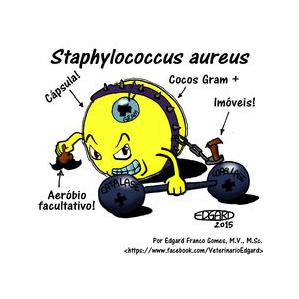 Staphylococcus aureus
Cápsula!
Cocos Gram +
Imóveis!
Aeróbio
facultativo!
CATALASE
EDGARD
2015
Por Edgard Franco Gomes, M.V., M.Sc.
<https://www.facebook.com/VeterinarioEdgard>